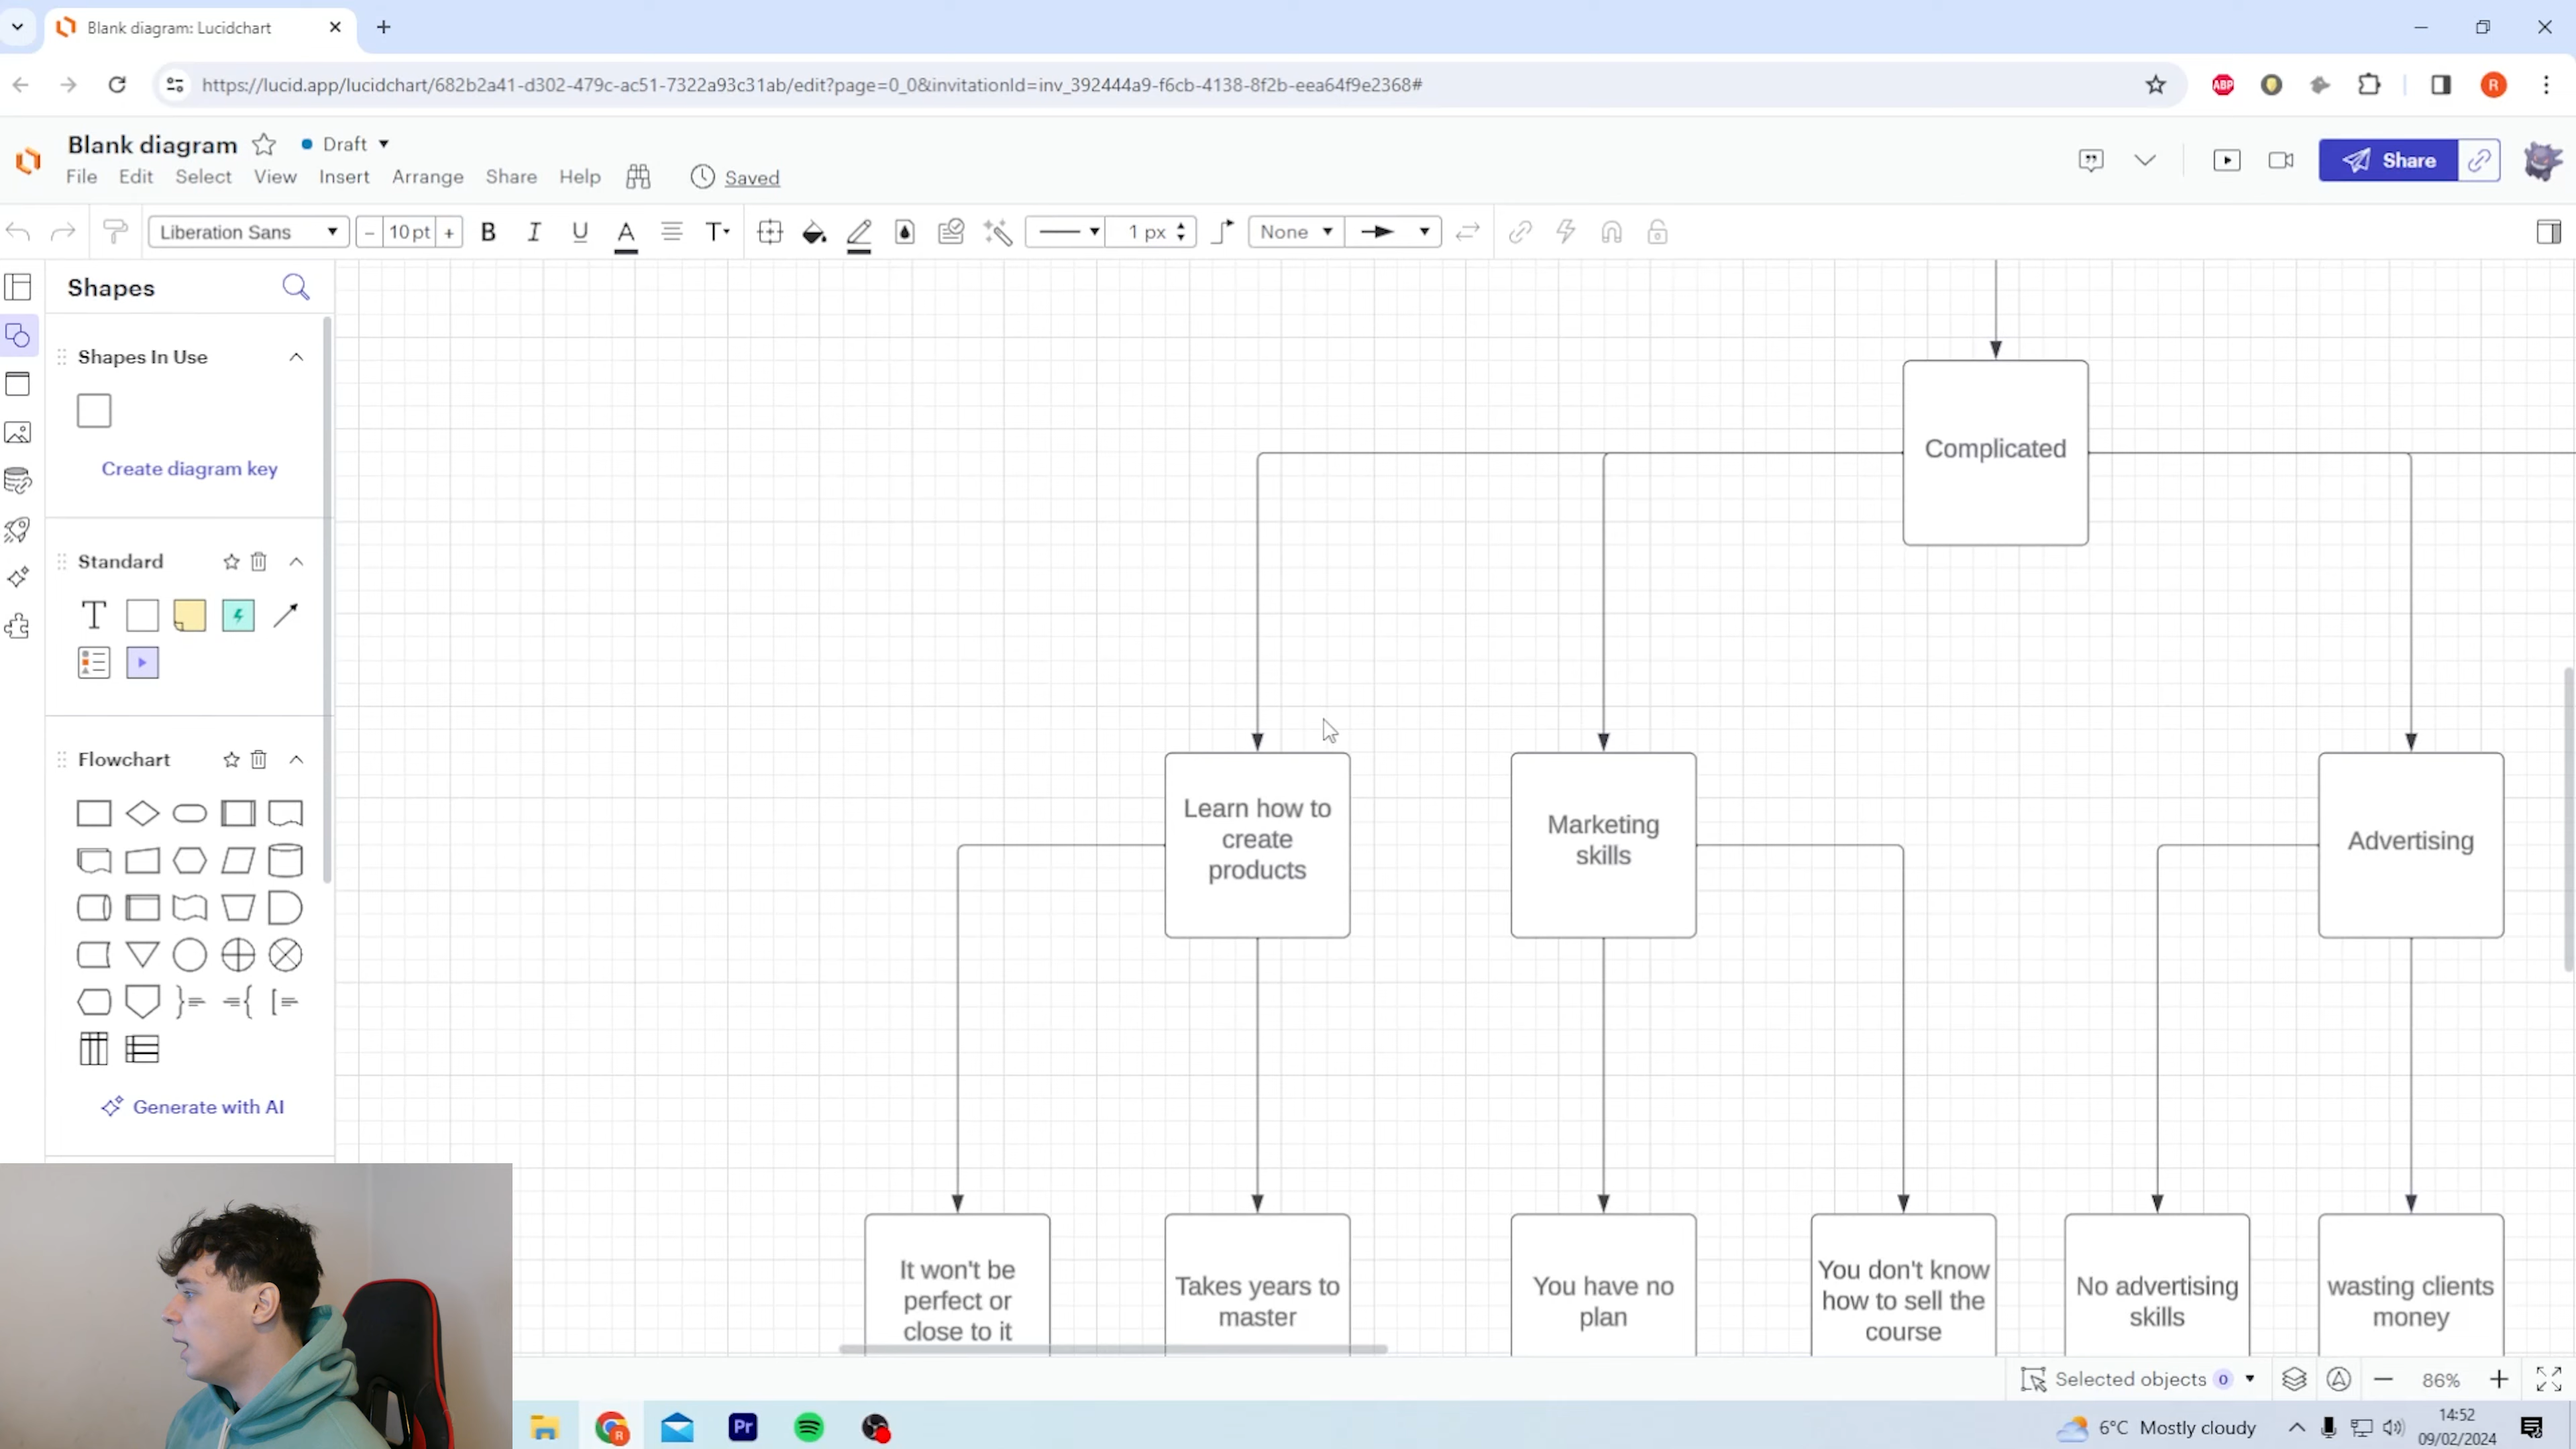 Blank diagram: Lucidchart
https://lucid.app/lucidchart/682b2a41-d302-479c-ac51-7322a93c31ab/edit?page=0_0&invitationId=inv_392444a9-f6cb-4138-8f2b-eea64f9e2368#
ABP
R
Blank diagram
Draft
File Edit Select View Insert Arrange Share Help
Saved
Share
Liberation Sans
10 pt
B I U A T
1 px
None
Shapes
Shapes In Use
Create diagram key
Standard
T
Flowchart
Generate with AI
Complicated
Learn how to
create
products
Marketing
skills
Advertising
It won't be
perfect or
close to it
Takes years to
master
You have no
plan
You don't know
how to sell the
course
No advertising
skills
wasting clients
money
Selected objects 0
86%
R
Pr
6°C Mostly cloudy
14:52
09/02/2024